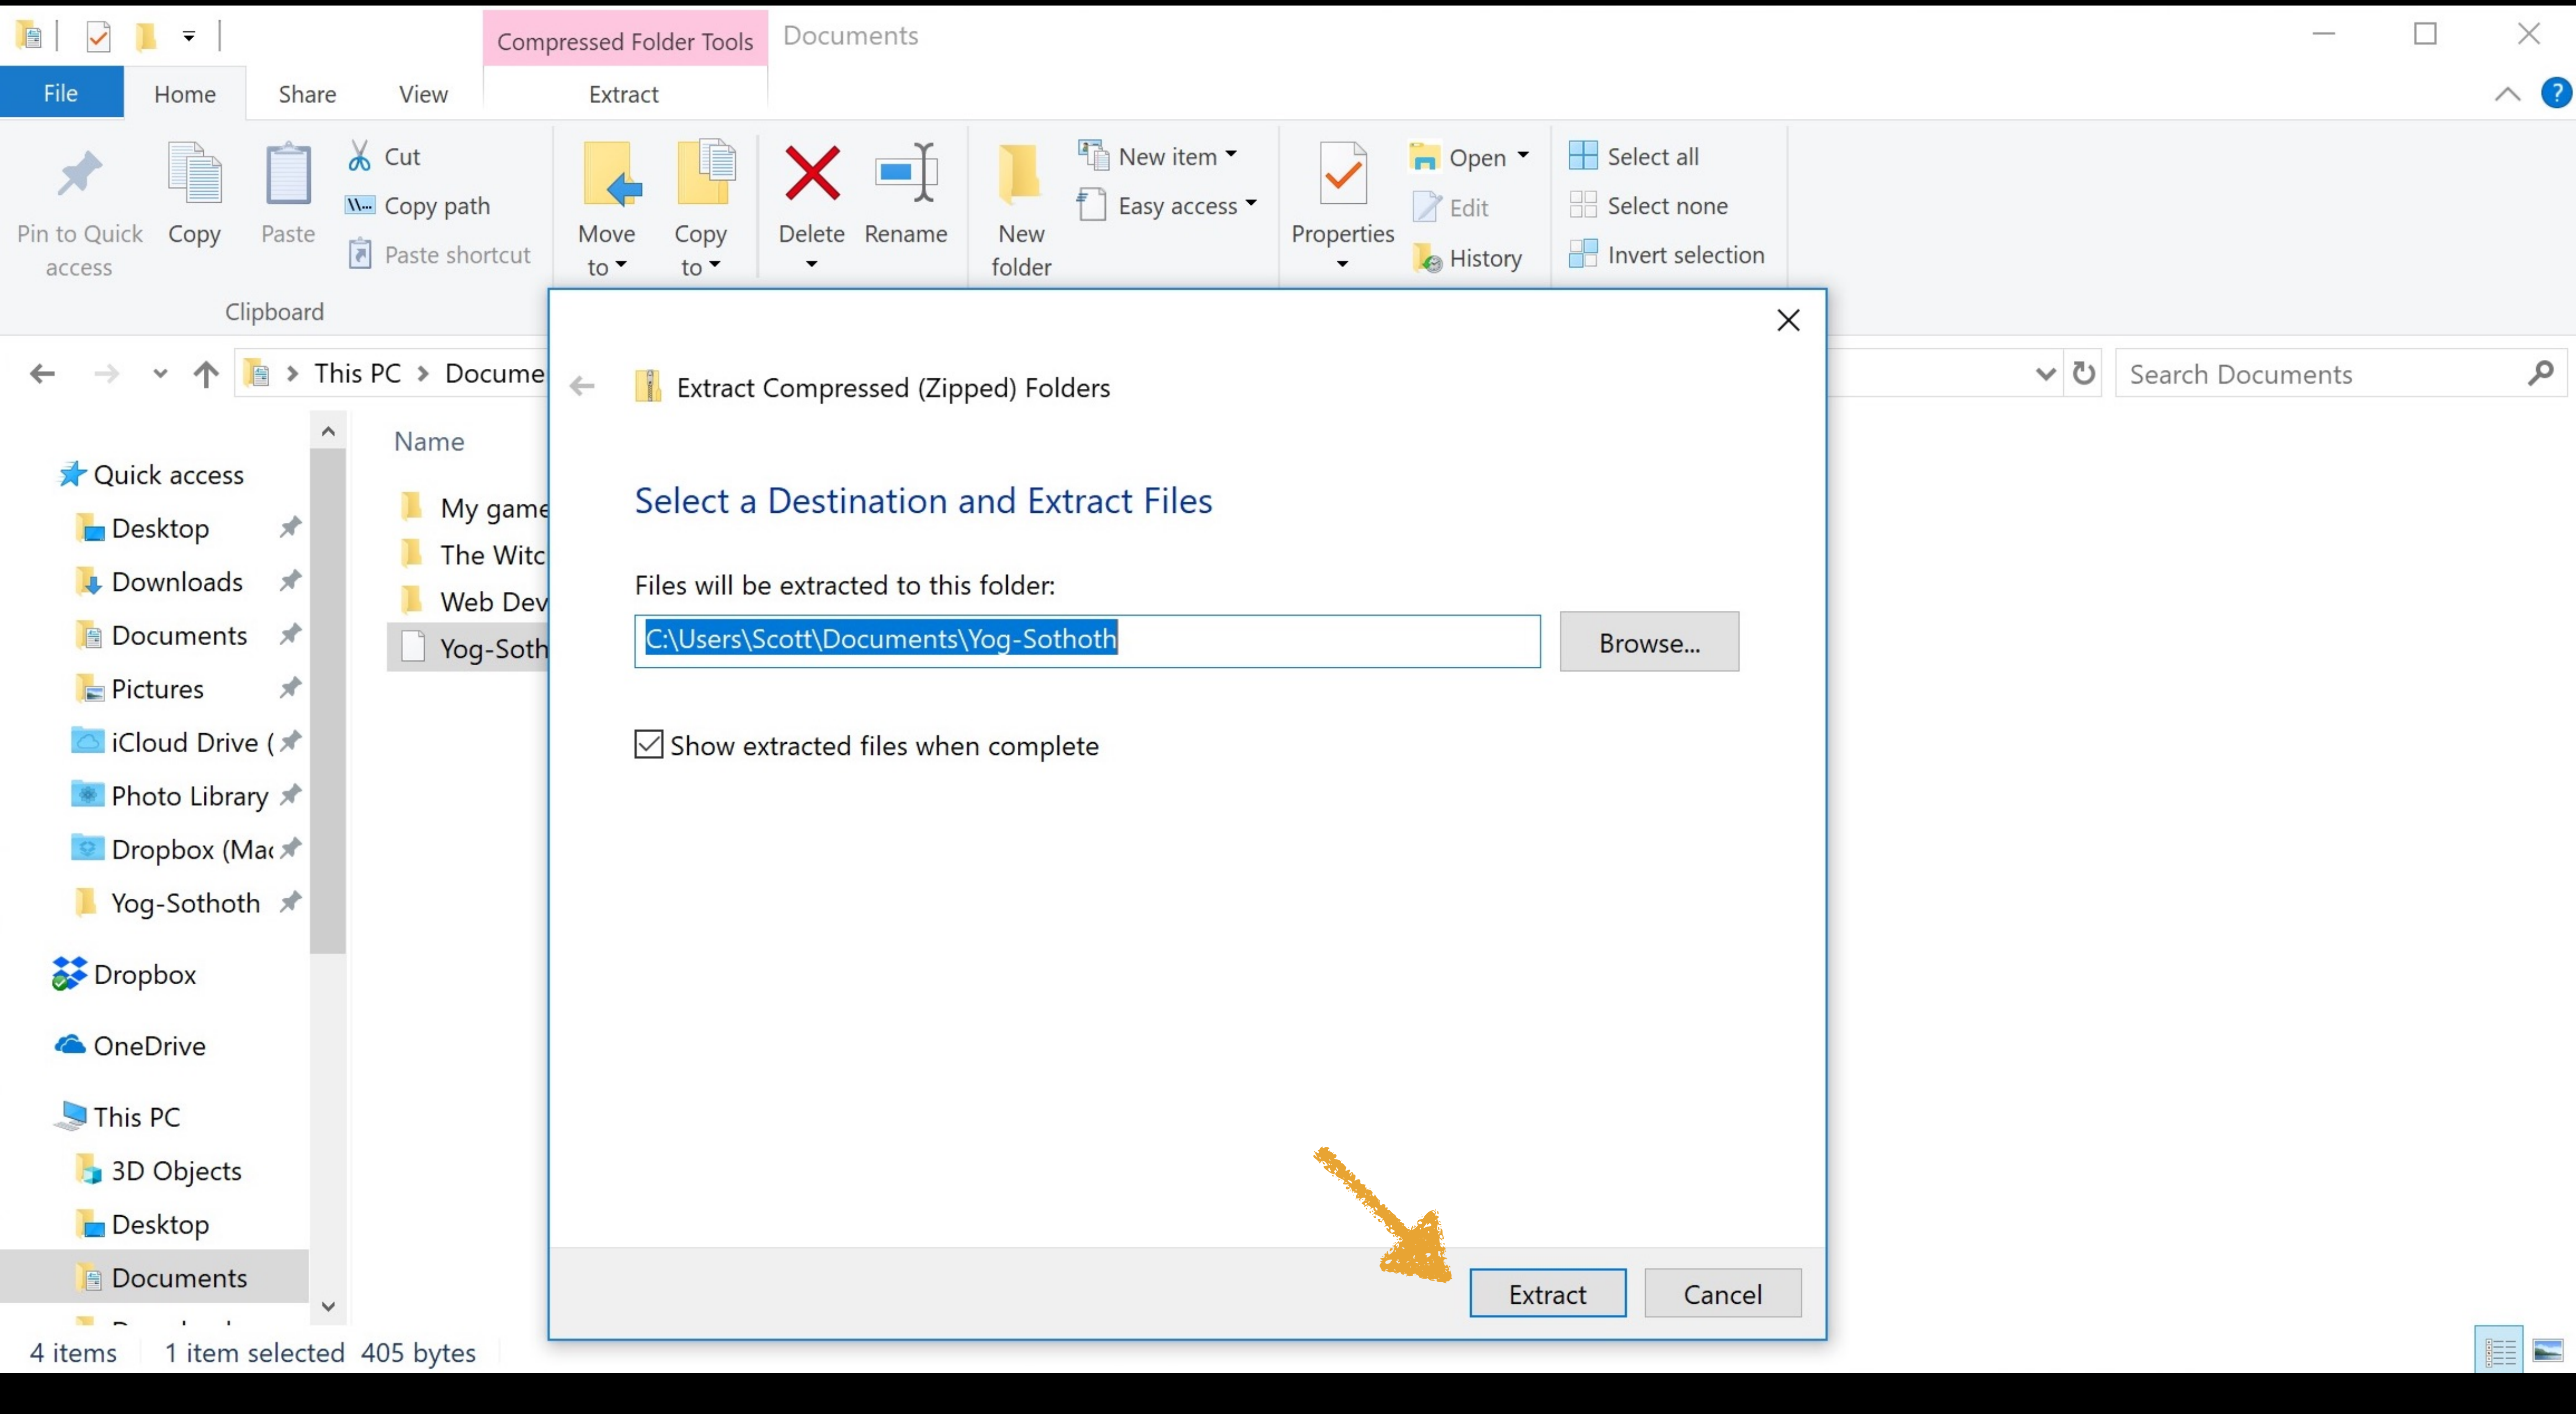 Compressed Folder Tools
Documents
File
Home
Share
View
Extract
Pin to Quick access
Copy
Paste
Cut
Copy path
Paste shortcut
Clipboard
Move to
Copy to
Delete
Rename
New folder
New item
Easy access
Properties
Open
Edit
History
Select all
Select none
Invert selection
This PC
Docume
Search Documents
Quick access
Desktop
Downloads
Documents
Pictures
iCloud Drive (
Photo Library
Dropbox (Mac
Yog-Sothoth
Dropbox
OneDrive
This PC
3D Objects
Desktop
Documents
Name
My game
The Witc
Web Dev
Yog-Soth
Extract Compressed (Zipped) Folders
Select a Destination and Extract Files
Files will be extracted to this folder:
C:\Users\Scott\Documents\Yog-Sothoth
Browse...
Show extracted files when complete
Extract
Cancel
4 items
1 item selected 405 bytes